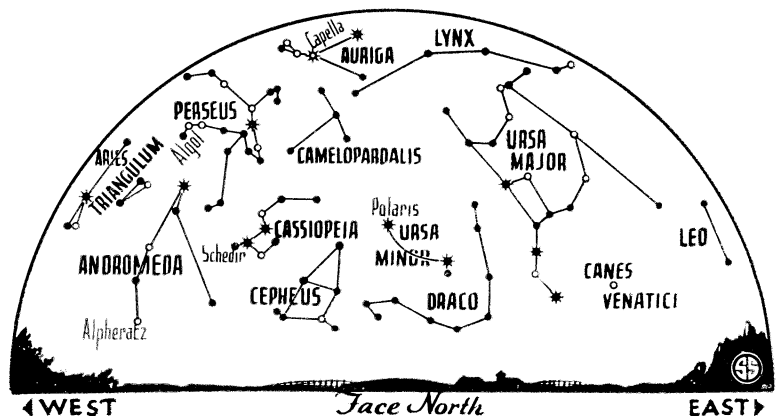 Capella
AURIGA
LYNX
PERSEUS
Algol
ARIES
TRIANGULUM
CAMELOPARDALIS
URSA
MAJOR
Polaris
URSA
MINOR
CASSIOPEIA
Schedir
LEO
ANDROMEDA
CEPHEUS
DRACO
CANES
VENATICI
Alpheratz
SS
WEST
Face North
EAST